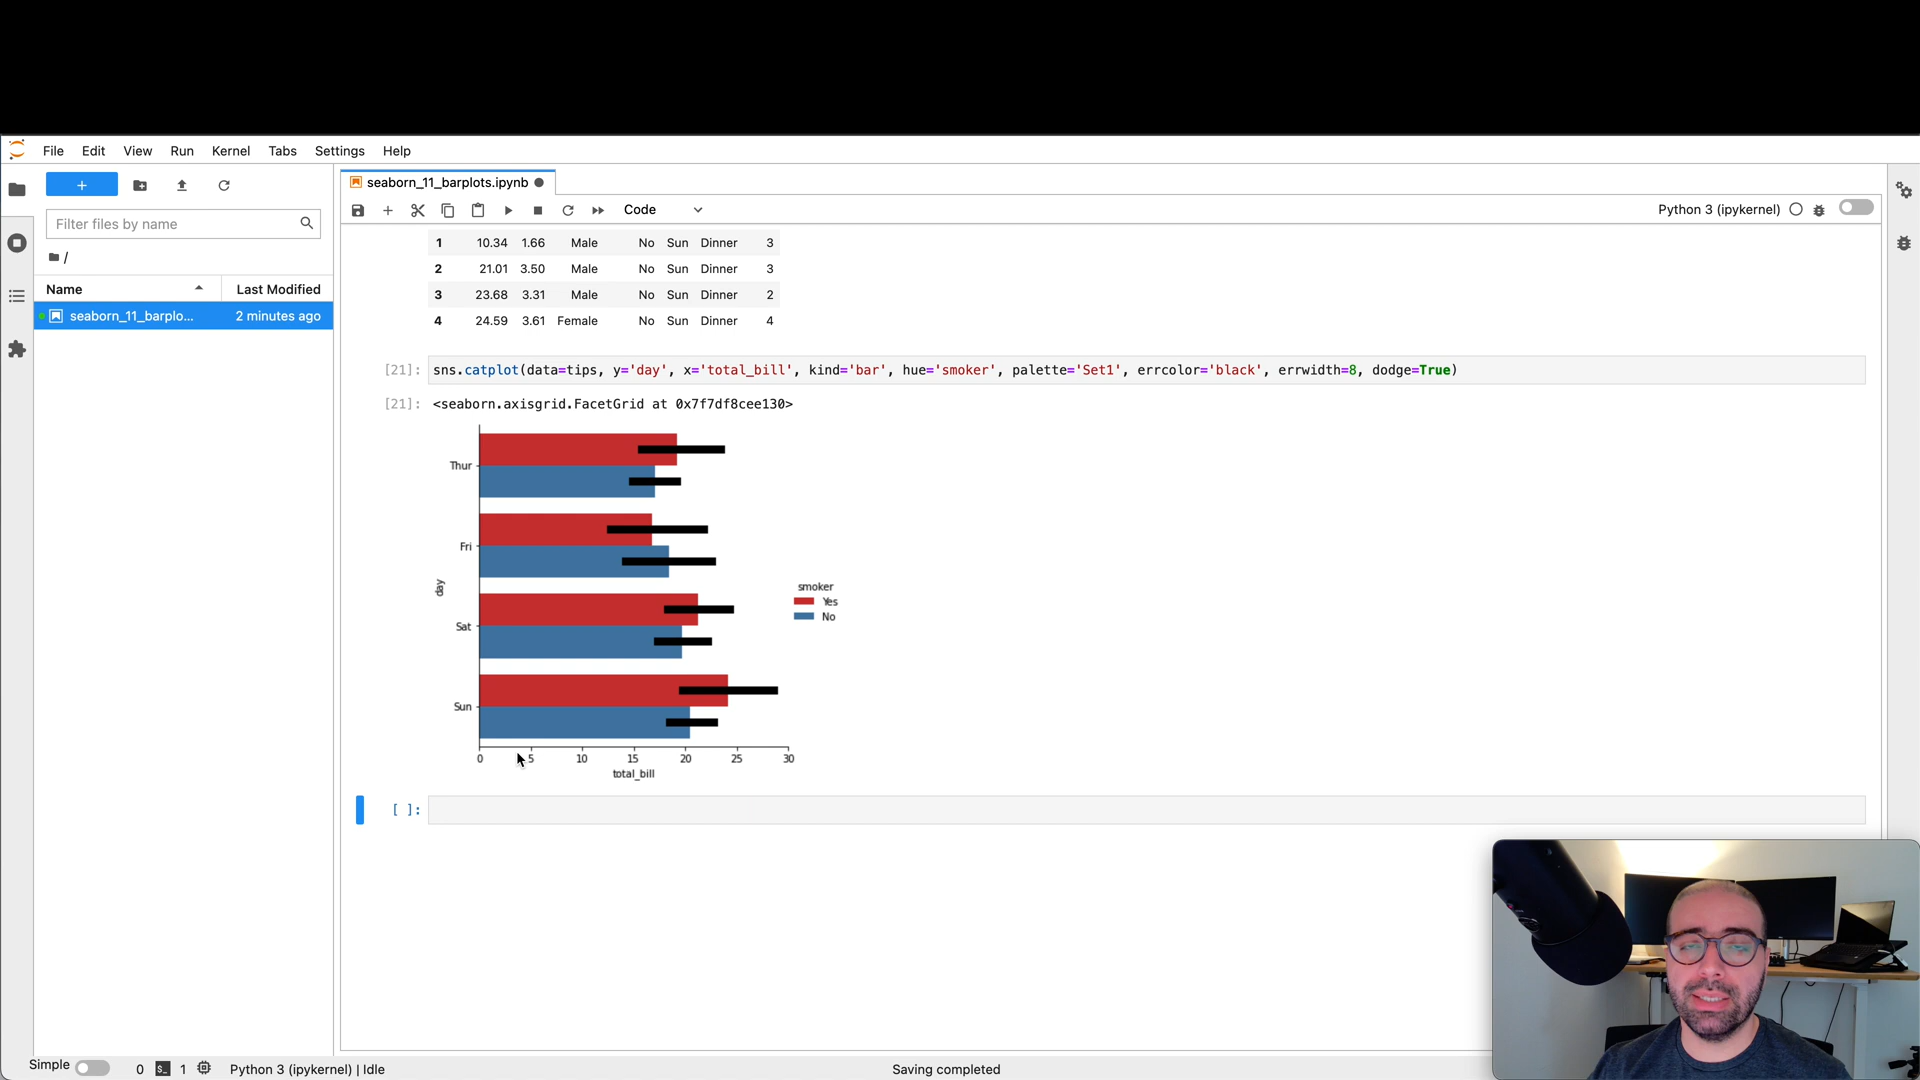 File Edit View Run Kernel Tabs Settings Help
+
Filter files by name
/
Name Last Modified
seaborn_11_barplo... 2 minutes ago
seaborn_11_barplots.ipynb
Code
Python 3 (ipykernel)
1 10.34 1.66 Male No Sun Dinner 3
2 21.01 3.50 Male No Sun Dinner 3
3 23.68 3.31 Male No Sun Dinner 2
4 24.59 3.61 Female No Sun Dinner 4
[21]: sns.catplot(data=tips, y='day', x='total_bill', kind='bar', hue='smoker', palette='Set1', errcolor='black', errwidth=8, dodge=True)
[21]: <seaborn.axisgrid.FacetGrid at 0x7f7df8cee130>
Thur
Fri
Sat
Sun
day
0 5 10 15 20 25 30
total_bill
smoker
Yes
No
[ ]:
Simple 0 1 Python 3 (ipykernel) | Idle Saving completed